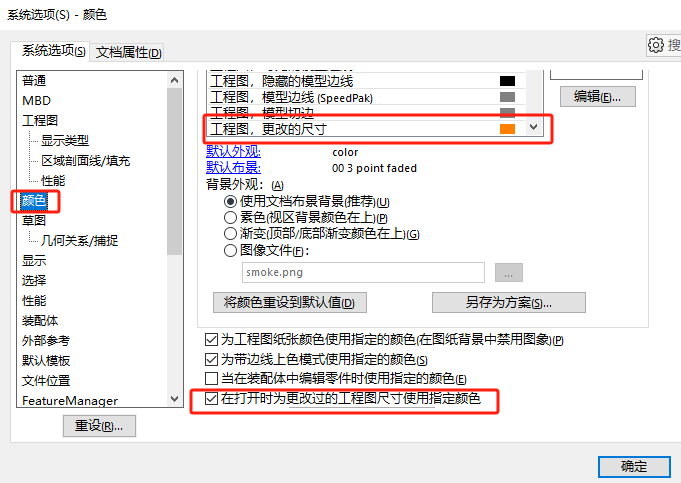 系统选项(S) - 颜色
系统选项(S) 文档属性(D)
搜
普通
MBD
工程图
显示类型
区域剖面线/填充
性能
颜色
草图
几何关系/捕捉
显示
选择
性能
装配体
外部参考
默认模板
文件位置
FeatureManager
重设(R)...
工程图，隐藏的模型边线
工程图，模型边线 (SpeedPak)
工程图，模型切边
工程图，更改的尺寸
编辑(E)...
默认外观: color
默认布景: 00 3 point faded
背景外观：(A)
使用文档布景背景(推荐)(U)
素色(视区背景颜色在上)(P)
渐变(顶部/底部渐变颜色在上)(G)
图像文件(F)：
smoke.png ...
将颜色重设到默认值(D) 另存为方案(S)...
为工程图纸张颜色使用指定的颜色(在图纸背景中禁用图象)(P)
为带边线上色模式使用指定的颜色(S)
当在装配体中编辑零件时使用指定的颜色(E)
在打开时为更改过的工程图尺寸使用指定颜色
确定